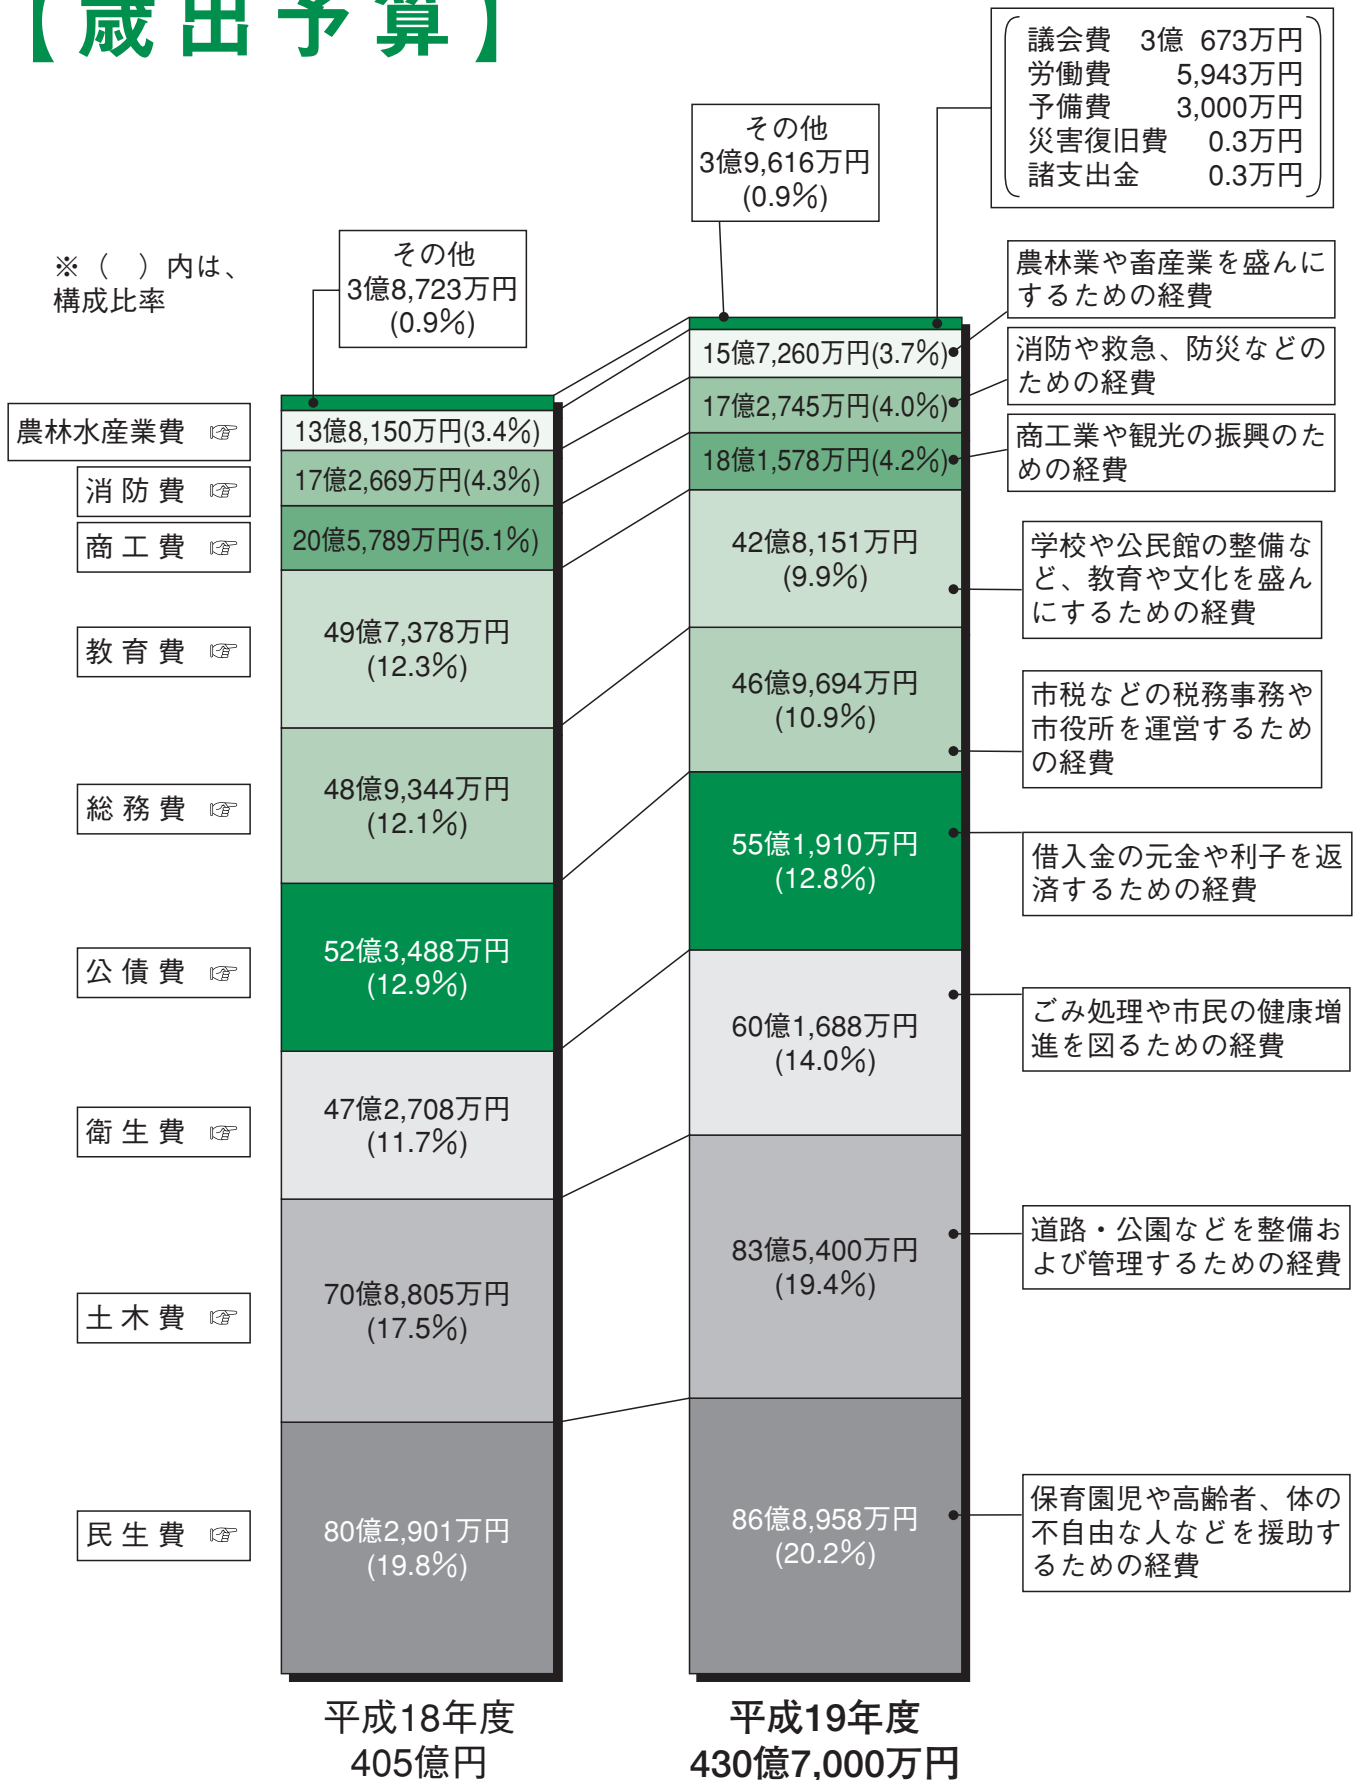 【歳出予算】
議会費 3億 673万円
労働費 5,943万円
予備費 3,000万円
災害復旧費 0.3万円
諸支出金 0.3万円
その他
3億9,616万円
(0.9%)
※（ ）内は、
構成比率
その他
3億8,723万円
(0.9%)
農林水産業費 ☞
消防費 ☞
商工費 ☞
教育費 ☞
総務費 ☞
公債費 ☞
衛生費 ☞
土木費 ☞
民生費 ☞
13億8,150万円(3.4%)
17億2,669万円(4.3%)
20億5,789万円(5.1%)
49億7,378万円
(12.3%)
48億9,344万円
(12.1%)
52億3,488万円
(12.9%)
47億2,708万円
(11.7%)
70億8,805万円
(17.5%)
80億2,901万円
(19.8%)
平成18年度
405億円
15億7,260万円(3.7%)
17億2,745万円(4.0%)
18億1,578万円(4.2%)
42億8,151万円
(9.9%)
46億9,694万円
(10.9%)
55億1,910万円
(12.8%)
60億1,688万円
(14.0%)
83億5,400万円
(19.4%)
86億8,958万円
(20.2%)
平成19年度
430億7,000万円
農林業や畜産業を盛んに
するための経費
消防や救急、防災などの
ための経費
商工業や観光の振興のた
めの経費
学校や公民館の整備な
ど、教育や文化を盛ん
にするための経費
市税などの税務事務や
市役所を運営するため
の経費
借入金の元金や利子を返
済するための経費
ごみ処理や市民の健康増
進を図るための経費
道路・公園などを整備お
よび管理するための経費
保育園児や高齢者、体の
不自由な人などを援助す
るための経費